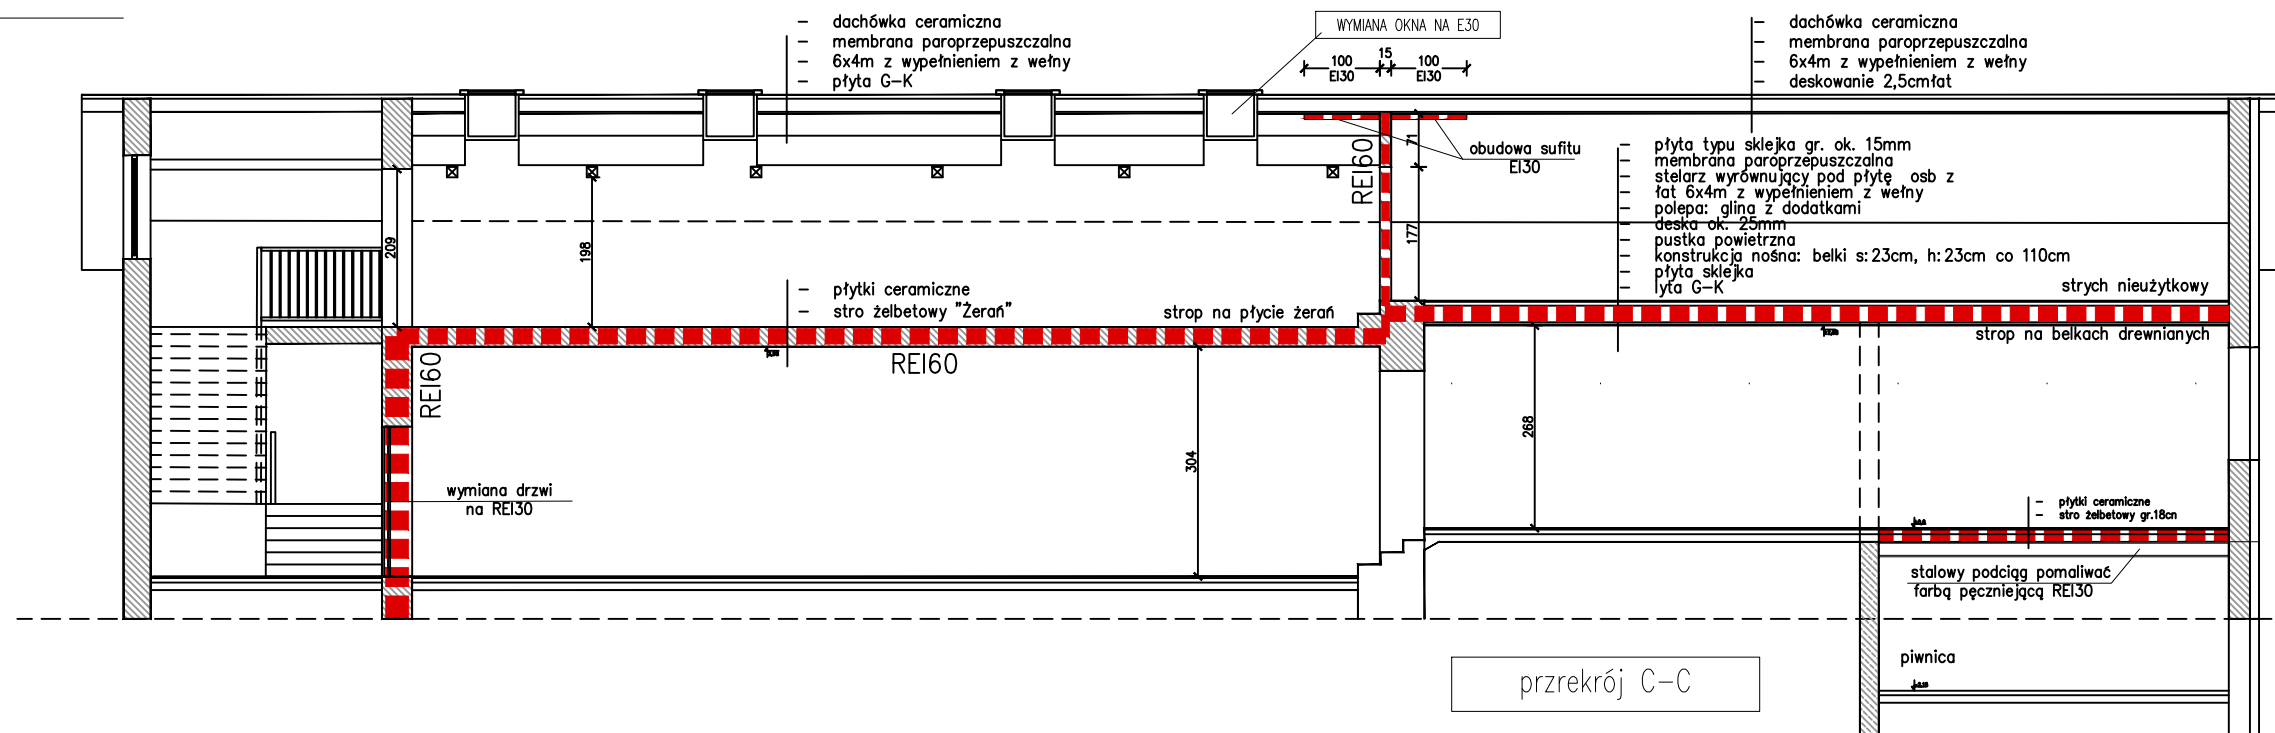 – dachówka ceramiczna
– membrana paroprzepuszczalna
– 6x4m z wypełnieniem z wełny
– płyta G–K
WYMIANA OKNA NA E30
100
EI30
15
100
EI30
– dachówka ceramiczna
– membrana paroprzepuszczalna
– 6x4m z wypełnieniem z wełny
– deskowanie 2,5cmłat
REI60
71
177
obudowa sufitu
EI30
– płyta typu sklejka gr. ok. 15mm
– membrana paroprzepuszczalna
– stelarz wyrównujący pod płytę osb z
– łat 6x4m z wypełnieniem z wełny
– polepa: glina z dodatkami
– deska ok. 25mm
– pustka powietrzna
– konstrukcja nośna: belki s:23cm, h:23cm co 110cm
– płyta sklejka
– lyta G–K
strych nieużytkowy
209
198
– płytki ceramiczne
– stro żelbetowy "Żerań"
strop na płycie żerań
strop na belkach drewnianych
REI60
REI60
268
304
wymiana drzwi
na REI30
– płytki ceramiczne
– stro żelbetowy gr.18cn
stalowy podciąg pomaliwać
farbą pęczniejącą REI30
piwnica
przrekrój C–C